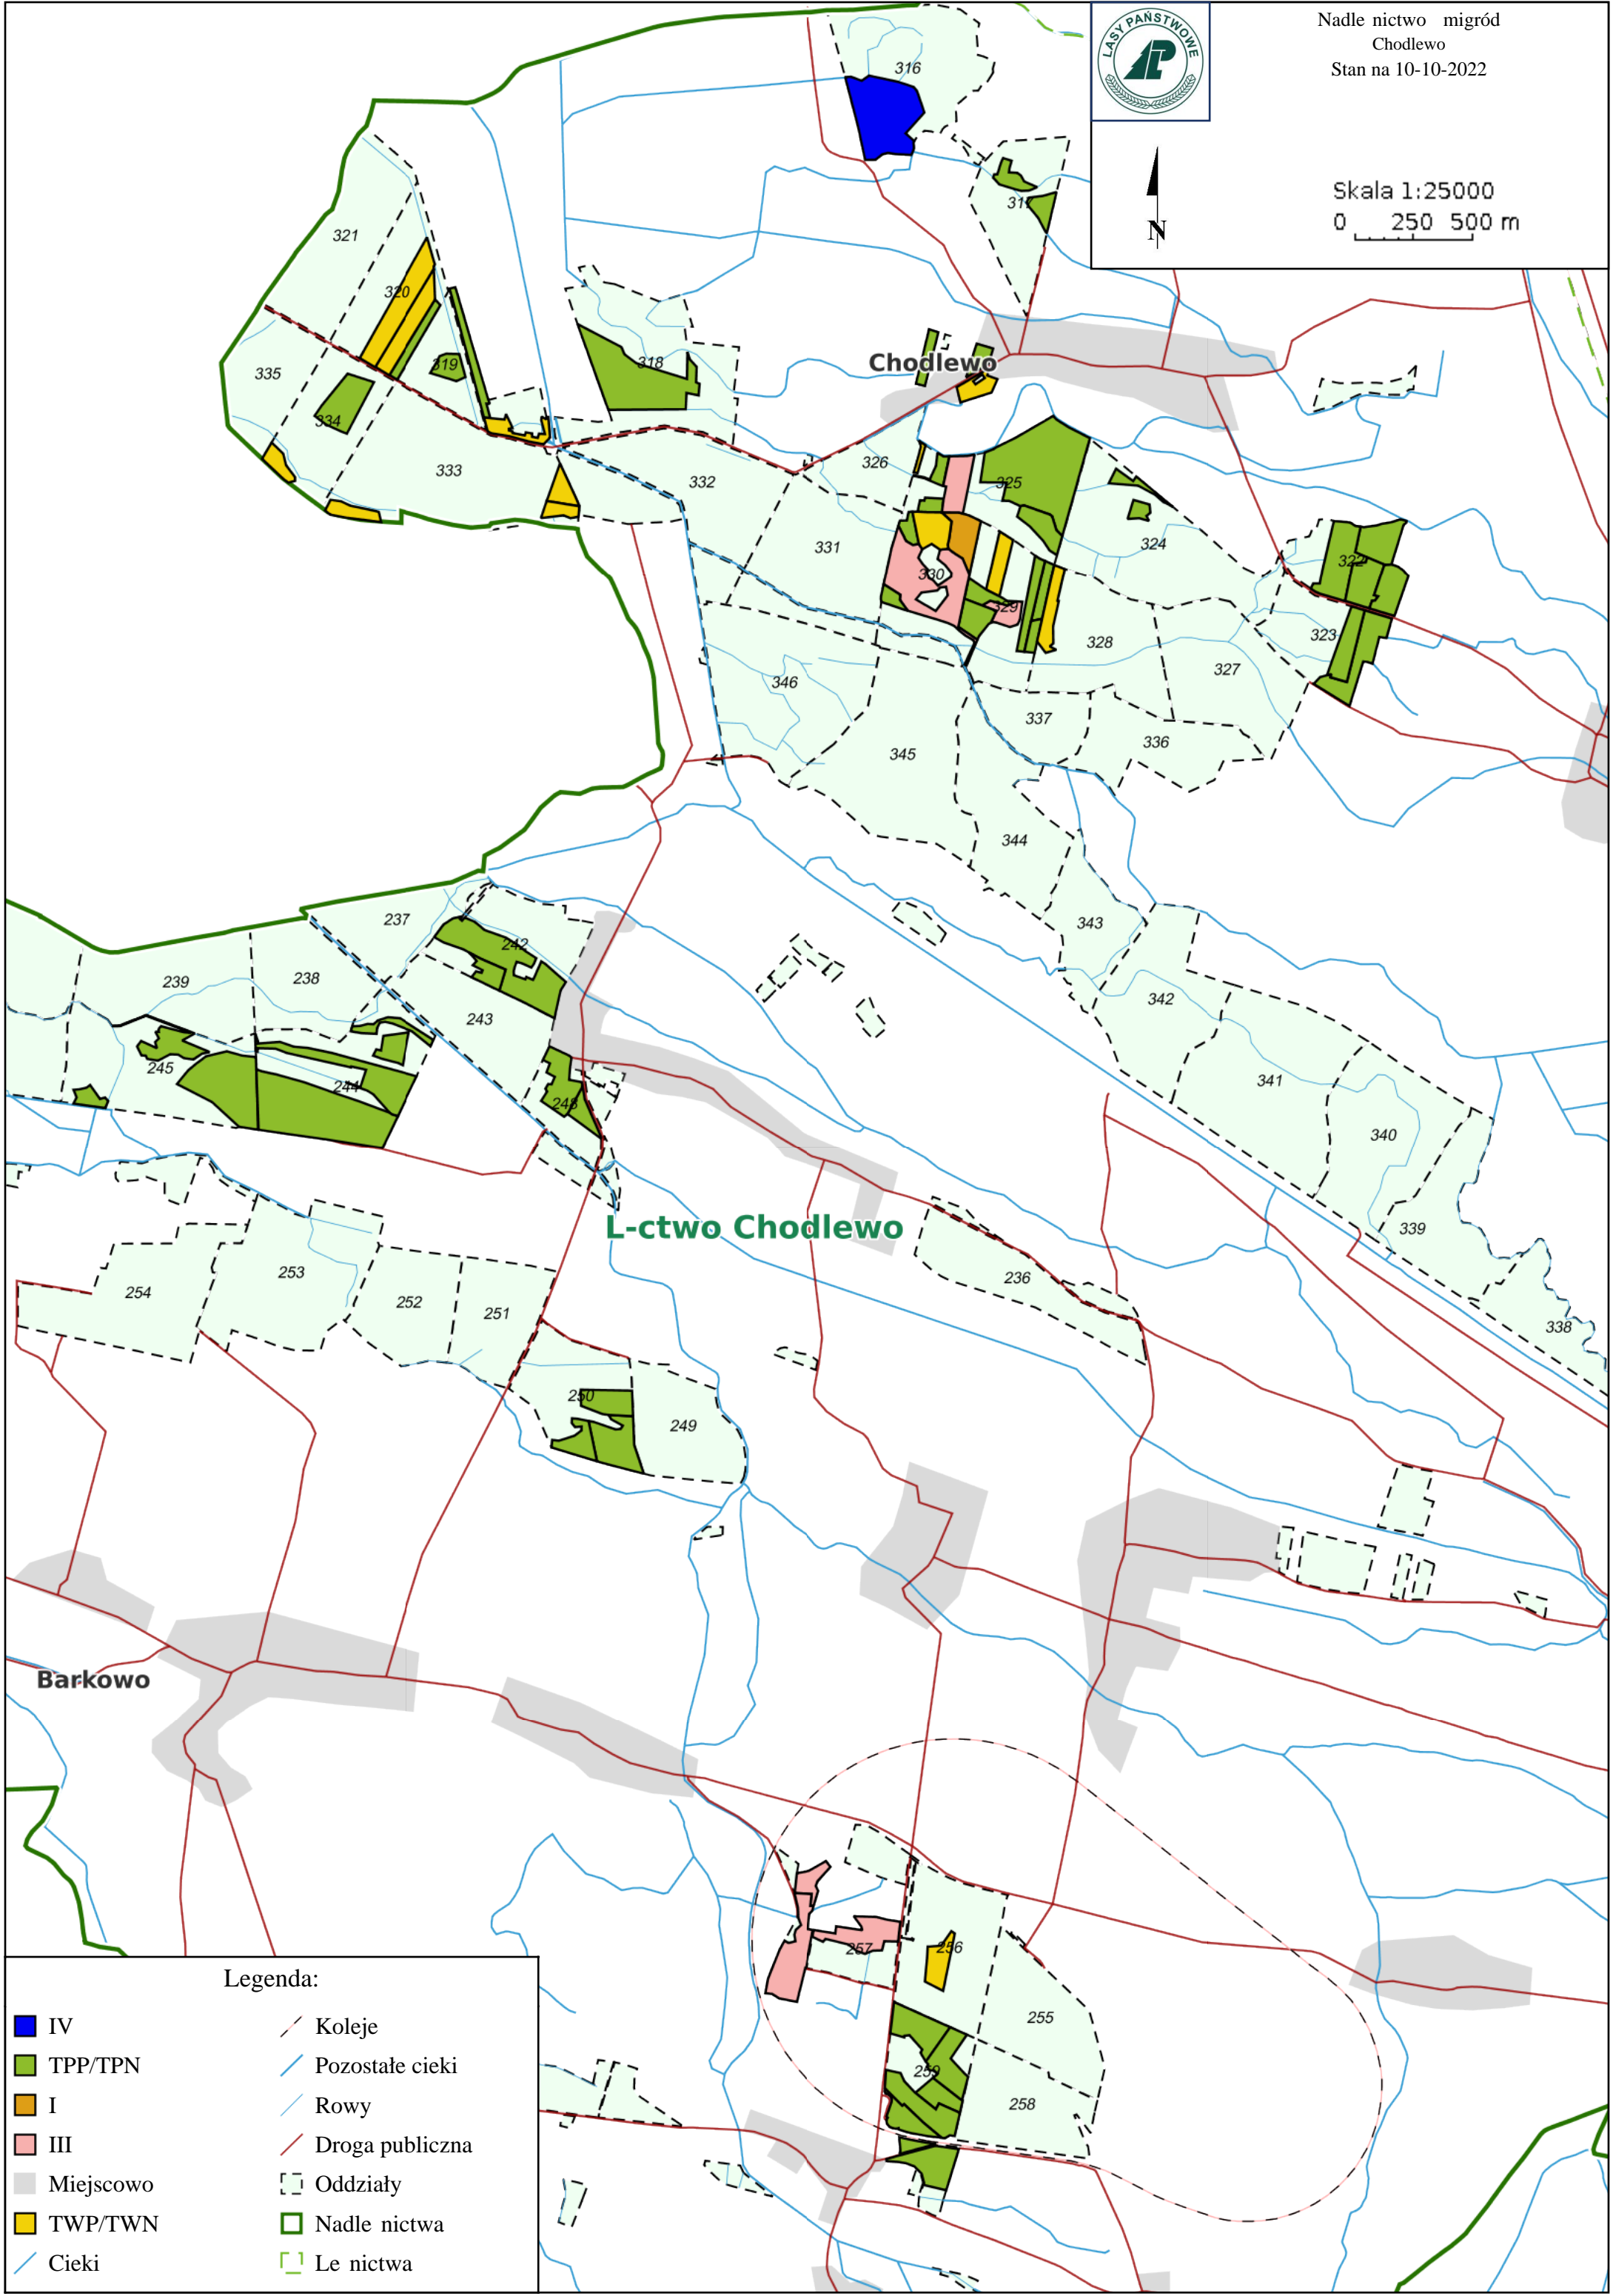 LASY PAŃSTWOWE
Nadle nictwo migród
Chodlewo
Stan na 10-10-2022
Skala 1:25000
0 250 500 m
N
316
317
321
320
319
318
335
334
333
332
Chodlewo
326
325
324
331
330
329
328
327
322
323
346
345
337
336
344
343
342
341
340
339
338
237
242
239
238
243
245
244
248
L-ctwo Chodlewo
236
254
253
252
251
250
249
Barkowo
257
256
255
259
258
Legenda:
IV
TPP/TPN
I
III
Miejscowo
TWP/TWN
Cieki
Koleje
Pozostałe cieki
Rowy
Droga publiczna
Oddziały
Nadle nictwa
Le nictwa